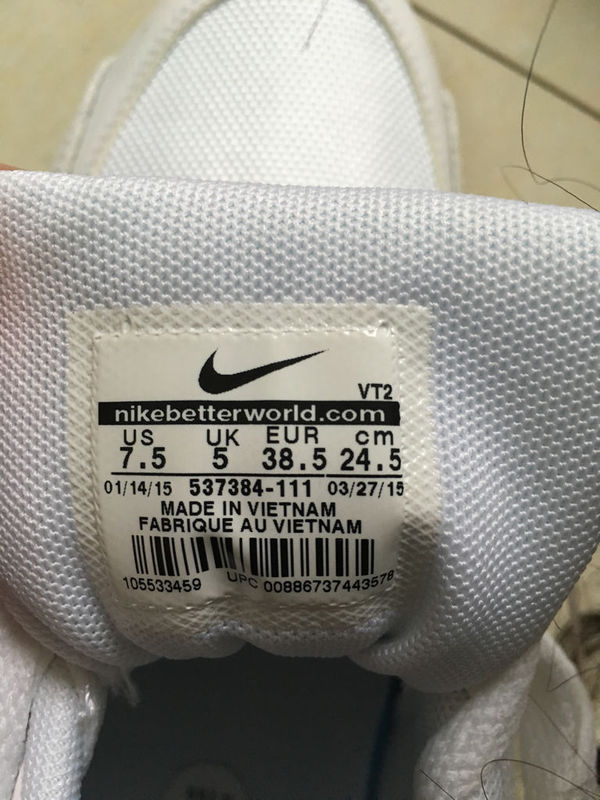 VT2
nikebetterworld.com
US UK EUR cm
7.5 5 38.5 24.5
01/14/15 537384-111 03/27/15
MADE IN VIETNAM
FABRIQUE AU VIETNAM
105533459 UPC 00886737443578